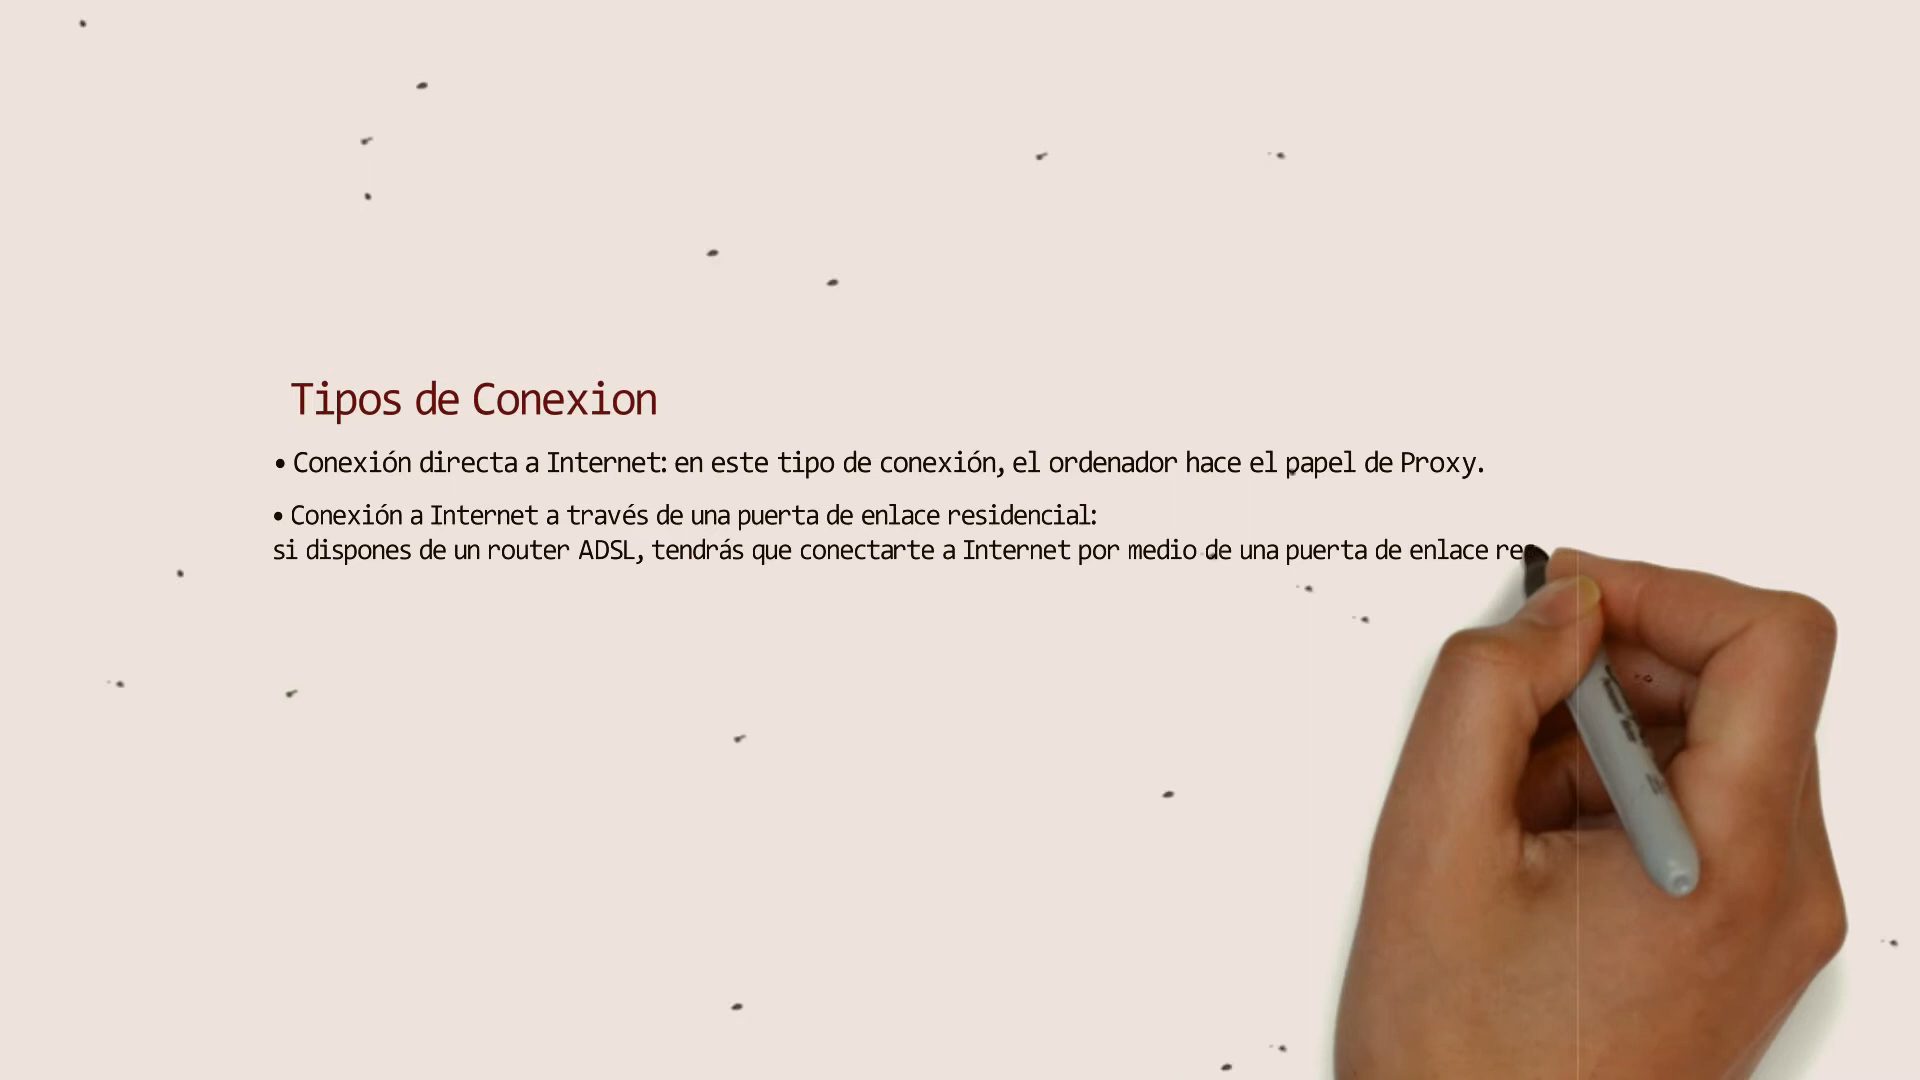 Tipos de Conexion
• Conexión directa a Internet: en este tipo de conexión, el ordenador hace el papel de Proxy.
• Conexión a Internet a través de una puerta de enlace residencial:
si dispones de un router ADSL, tendrás que conectarte a Internet por medio de una puerta de enlace